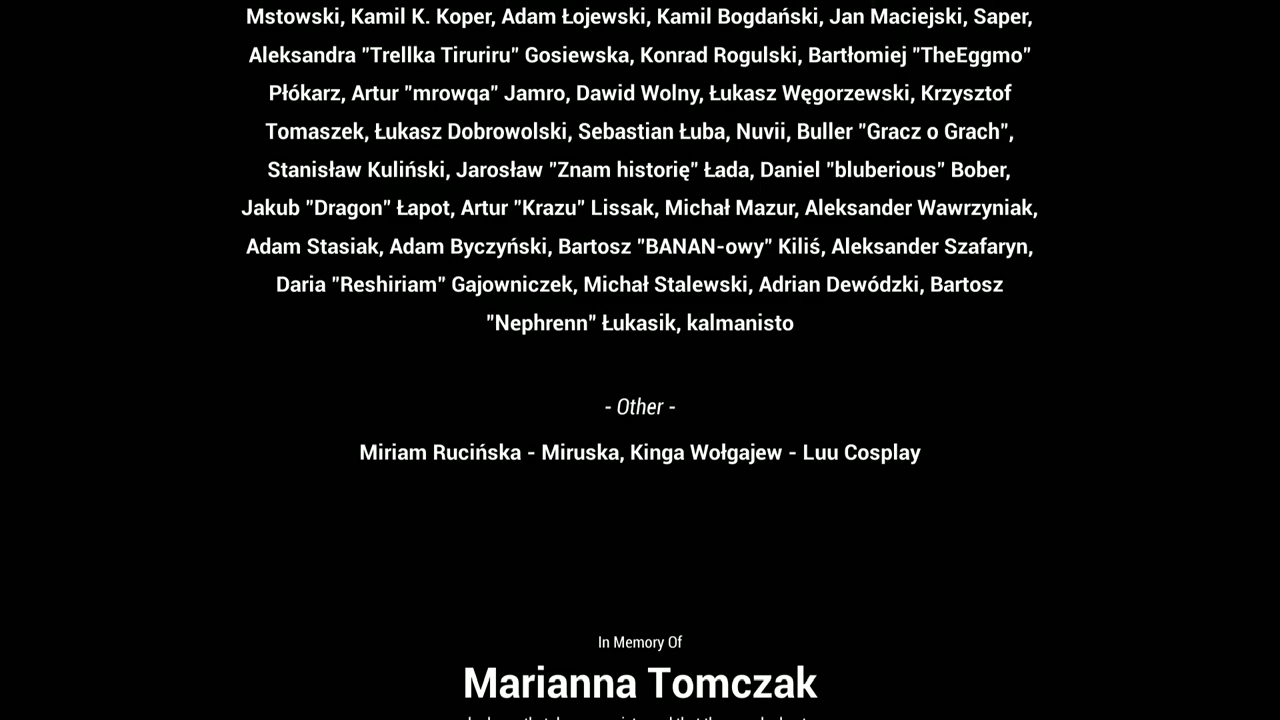 Mstowski, Kamil K. Koper, Adam Łojewski, Kamil Bogdański, Jan Maciejski, Saper,
Aleksandra "Trellka Tiruriru" Gosiewska, Konrad Rogulski, Bartłomiej "TheEggmo"
Płókarz, Artur "mrowqa" Jamro, Dawid Wolny, Łukasz Węgorzewski, Krzysztof
Tomaszek, Łukasz Dobrowolski, Sebastian Łuba, Nuvii, Buller "Gracz o Grach",
Stanisław Kuliński, Jarosław "Znam historię" Łada, Daniel "bluberious" Bober,
Jakub "Dragon" Łapot, Artur "Krazu" Lissak, Michał Mazur, Aleksander Wawrzyniak,
Adam Stasiak, Adam Byczyński, Bartosz "BANAN-owy" Kiliś, Aleksander Szafaryn,
Daria "Reshiriam" Gajowniczek, Michał Stalewski, Adrian Dewódzki, Bartosz
"Nephrenn" Łukasik, kalmanisto
- Other -
Miriam Rucińska - Miruska, Kinga Wołgajew - Luu Cosplay
In Memory Of
Marianna Tomczak